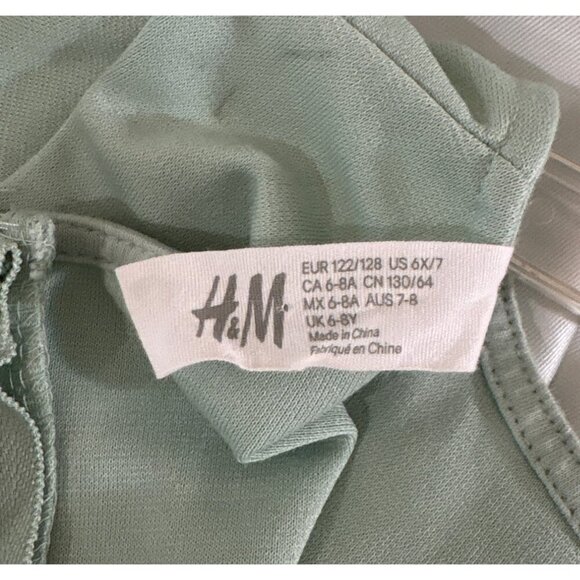 H&M
EUR 122/128 US 6X/7
CA 6-8A CN 130/64
MX 6-8A AUS 7-8
UK 6-8Y
Made in China
Fabriqué en Chine